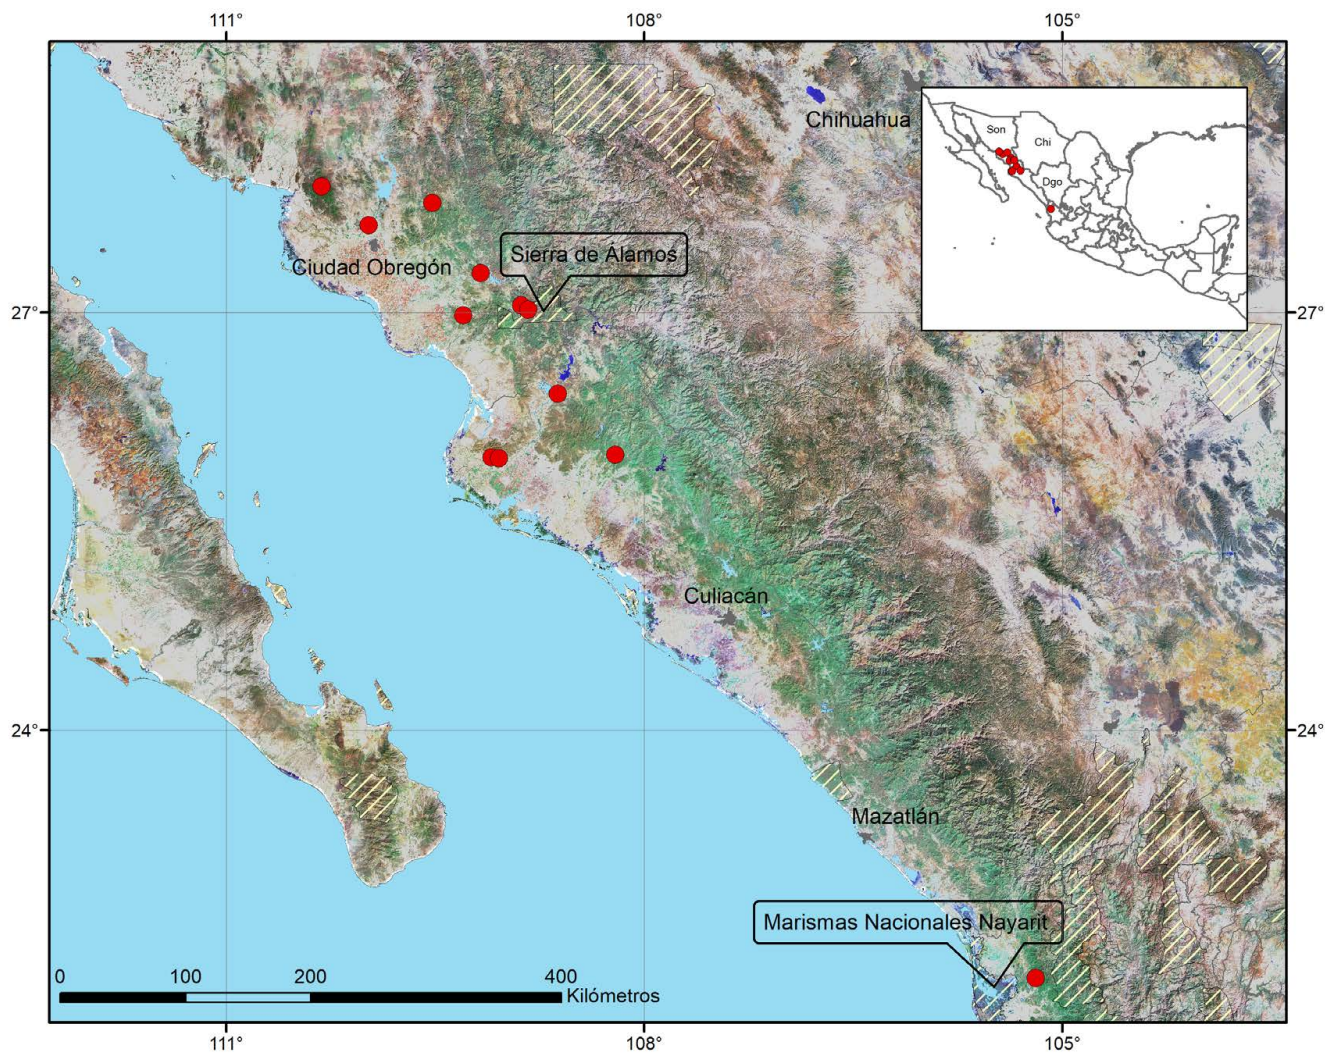 111°
108°
105°
Chihuahua
Son
Chi
Dgo
Ciudad Obregón
Sierra de Álamos
27°
27°
Culiacán
24°
24°
Mazatlán
Marismas Nacionales Nayarit
0
100
200
400
Kilómetros
111°
108°
105°